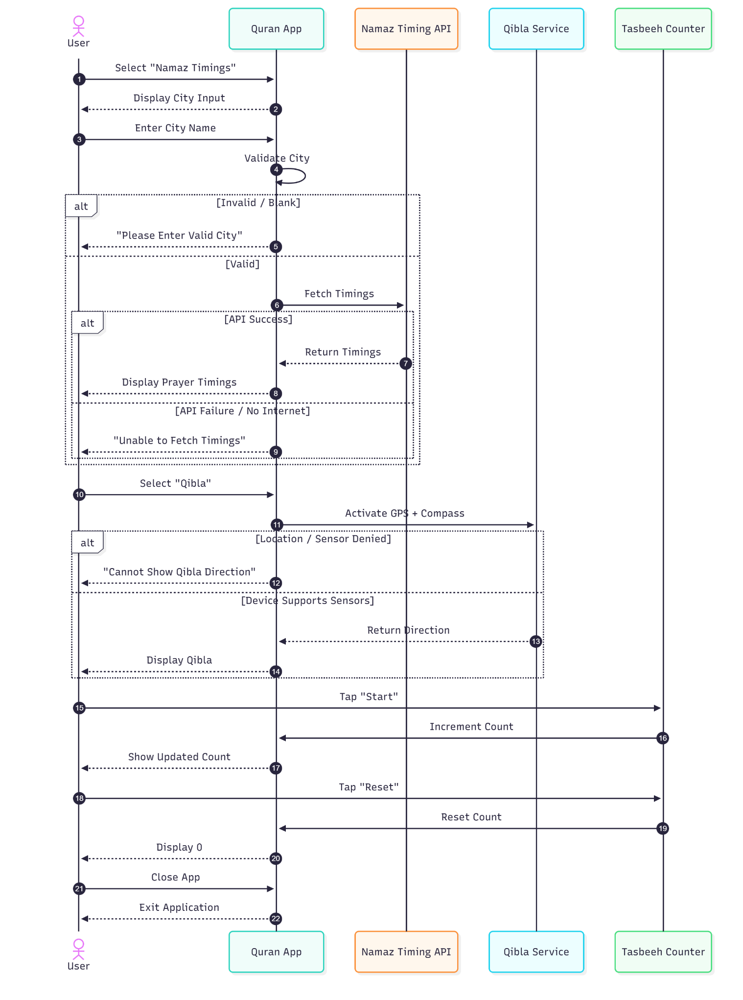 User
Quran App
Namaz Timing API
Qibla Service
Tasbeeh Counter
Select "Namaz Timings"
1
Display City Input
2
Enter City Name
3
Validate City
4
alt
[Invalid / Blank]
"Please Enter Valid City"
5
[Valid]
Fetch Timings
6
alt
[API Success]
Return Timings
7
Display Prayer Timings
8
[API Failure / No Internet]
"Unable to Fetch Timings"
9
Select "Qibla"
10
Activate GPS + Compass
11
alt
[Location / Sensor Denied]
"Cannot Show Qibla Direction"
12
[Device Supports Sensors]
Return Direction
13
Display Qibla
14
Tap "Start"
15
Increment Count
16
Show Updated Count
17
Tap "Reset"
18
Reset Count
19
Display 0
20
Close App
21
Exit Application
22
User
Quran App
Namaz Timing API
Qibla Service
Tasbeeh Counter